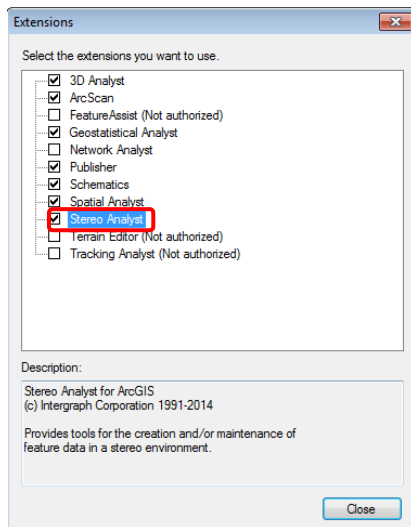 Extensions
Select the extensions you want to use.
3D Analyst
ArcScan
FeatureAssist (Not authorized)
Geostatistical Analyst
Network Analyst
Publisher
Schematics
Spatial Analyst
Stereo Analyst
Terrain Editor (Not authorized)
Tracking Analyst (Not authorized)
Description:
Stereo Analyst for ArcGIS
(c) Intergraph Corporation 1991-2014
Provides tools for the creation and/or maintenance of
feature data in a stereo environment.
Close